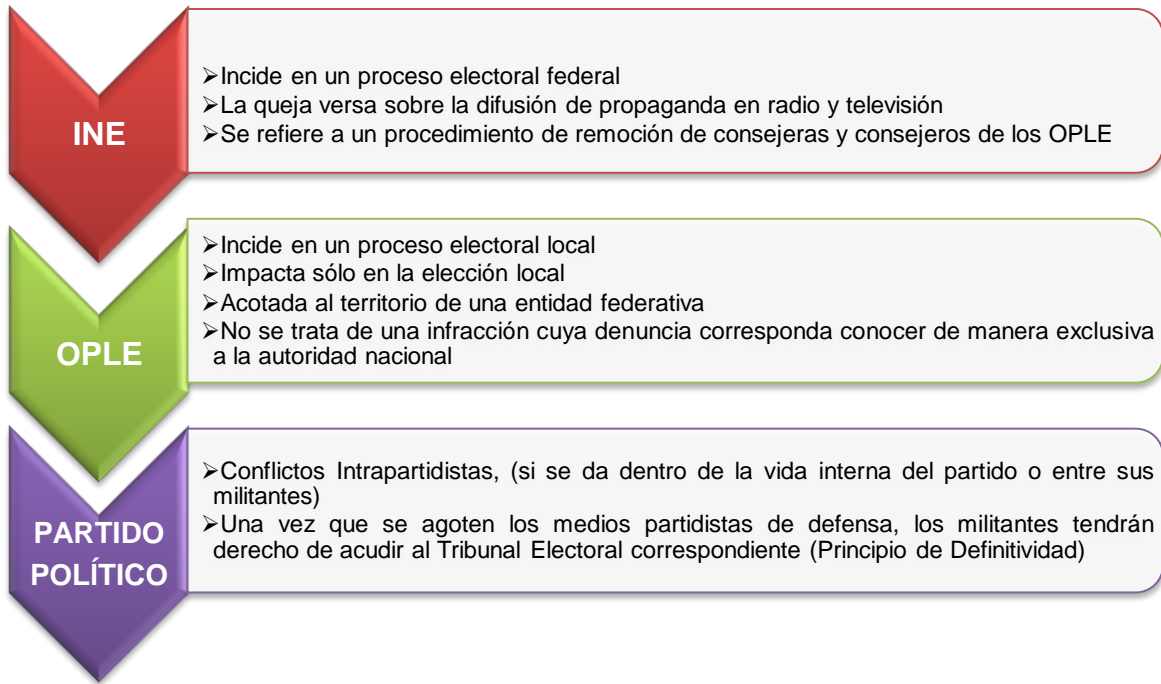 INE
➢Incide en un proceso electoral federal
➢La queja versa sobre la difusión de propaganda en radio y televisión
➢Se refiere a un procedimiento de remoción de consejeras y consejeros de los OPLE
OPLE
➢Incide en un proceso electoral local
➢Impacta sólo en la elección local
➢Acotada al territorio de una entidad federativa
➢No se trata de una infracción cuya denuncia corresponda conocer de manera exclusiva
a la autoridad nacional
PARTIDO
POLÍTICO
➢Conflictos Intrapartidistas, (si se da dentro de la vida interna del partido o entre sus
militantes)
➢Una vez que se agoten los medios partidistas de defensa, los militantes tendrán
derecho de acudir al Tribunal Electoral correspondiente (Principio de Definitividad)